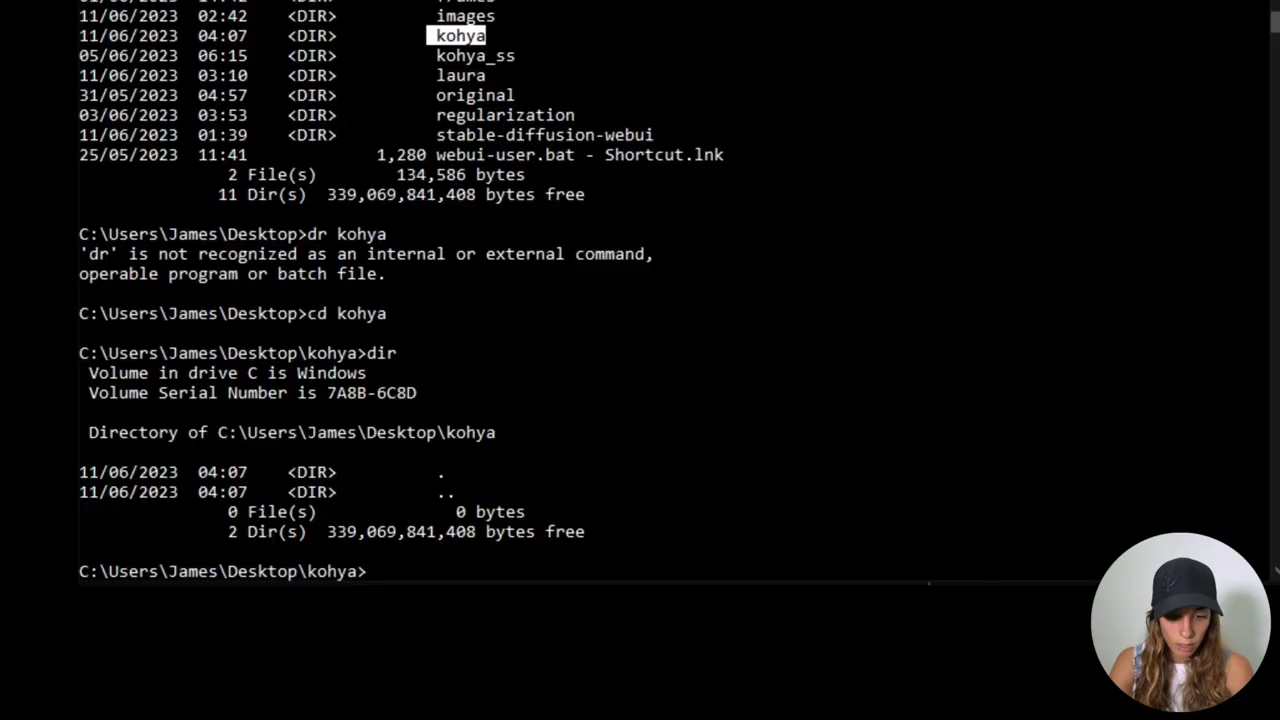 11/06/2023 02:42 <DIR> images
11/06/2023 04:07 <DIR> kohya
05/06/2023 06:15 <DIR> kohya_ss
11/06/2023 03:10 <DIR> laura
31/05/2023 04:57 <DIR> original
03/06/2023 03:53 <DIR> regularization
11/06/2023 01:39 <DIR> stable-diffusion-webui
25/05/2023 11:41 1,280 webui-user.bat - Shortcut.lnk
2 File(s) 134,586 bytes
11 Dir(s) 339,069,841,408 bytes free
C:\Users\James\Desktop>dr kohya
'dr' is not recognized as an internal or external command,
operable program or batch file.
C:\Users\James\Desktop>cd kohya
C:\Users\James\Desktop\kohya>dir
Volume in drive C is Windows
Volume Serial Number is 7A8B-6C8D
Directory of C:\Users\James\Desktop\kohya
11/06/2023 04:07 <DIR> .
11/06/2023 04:07 <DIR> ..
0 File(s) 0 bytes
2 Dir(s) 339,069,841,408 bytes free
C:\Users\James\Desktop\kohya>